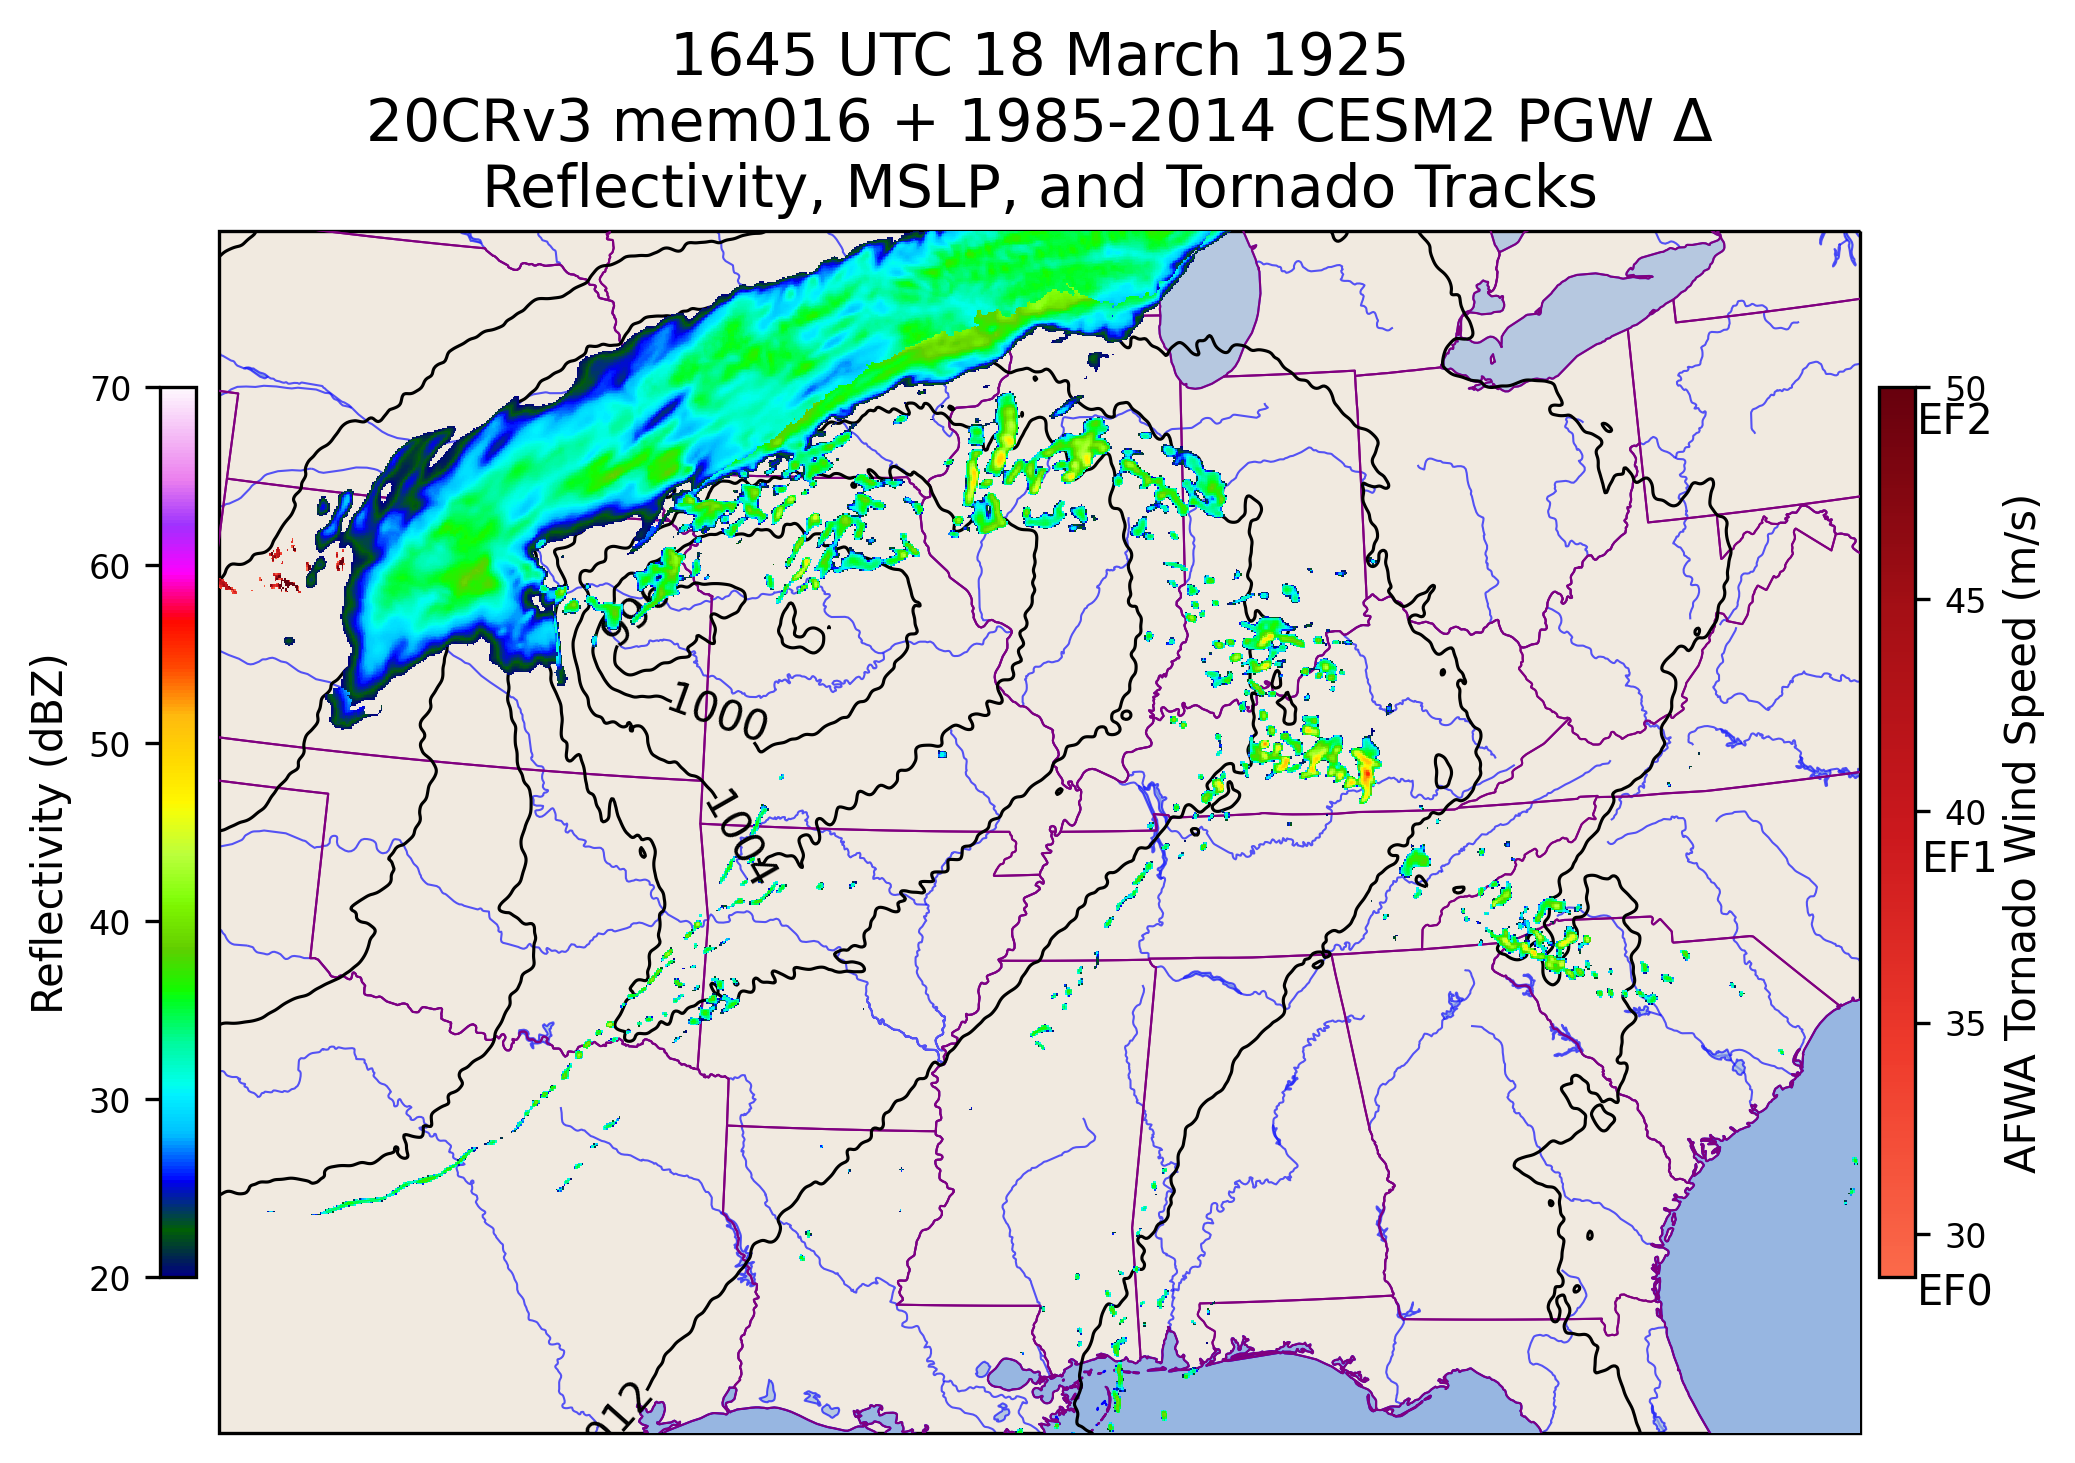 1645 UTC 18 March 1925
20CRv3 mem016 + 1985-2014 CESM2 PGW Δ
Reflectivity, MSLP, and Tornado Tracks
70
60
50
40
30
20
Reflectivity (dBZ)
1000
1004
50
EF2
45
40
EF1
35
30
EF0
AFWA Tornado Wind Speed (m/s)